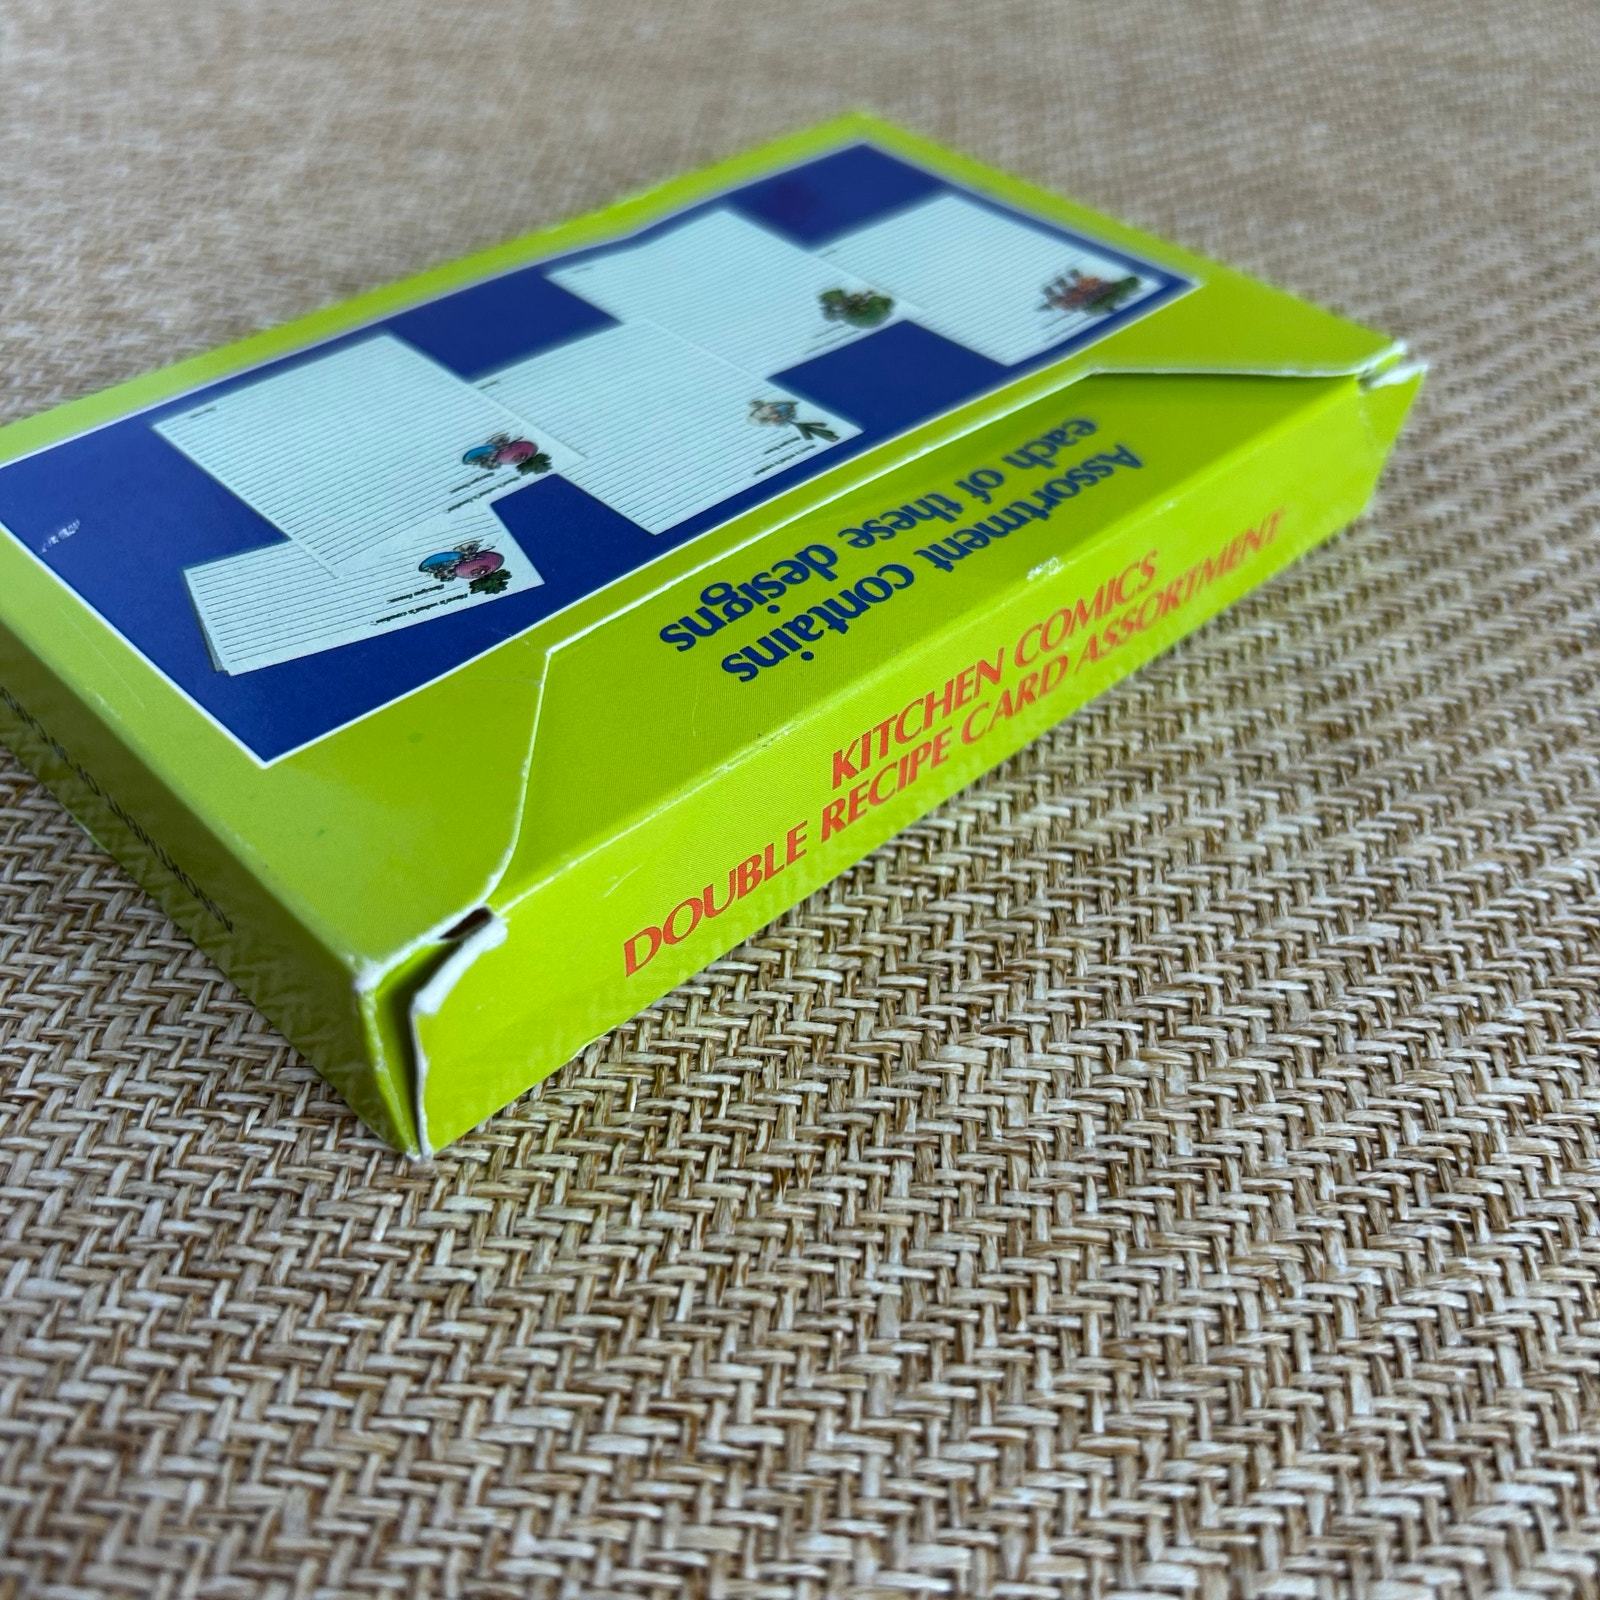 Assortment contains
each of these designs
KITCHEN COMICS
DOUBLE RECIPE CARD ASSORTMENT